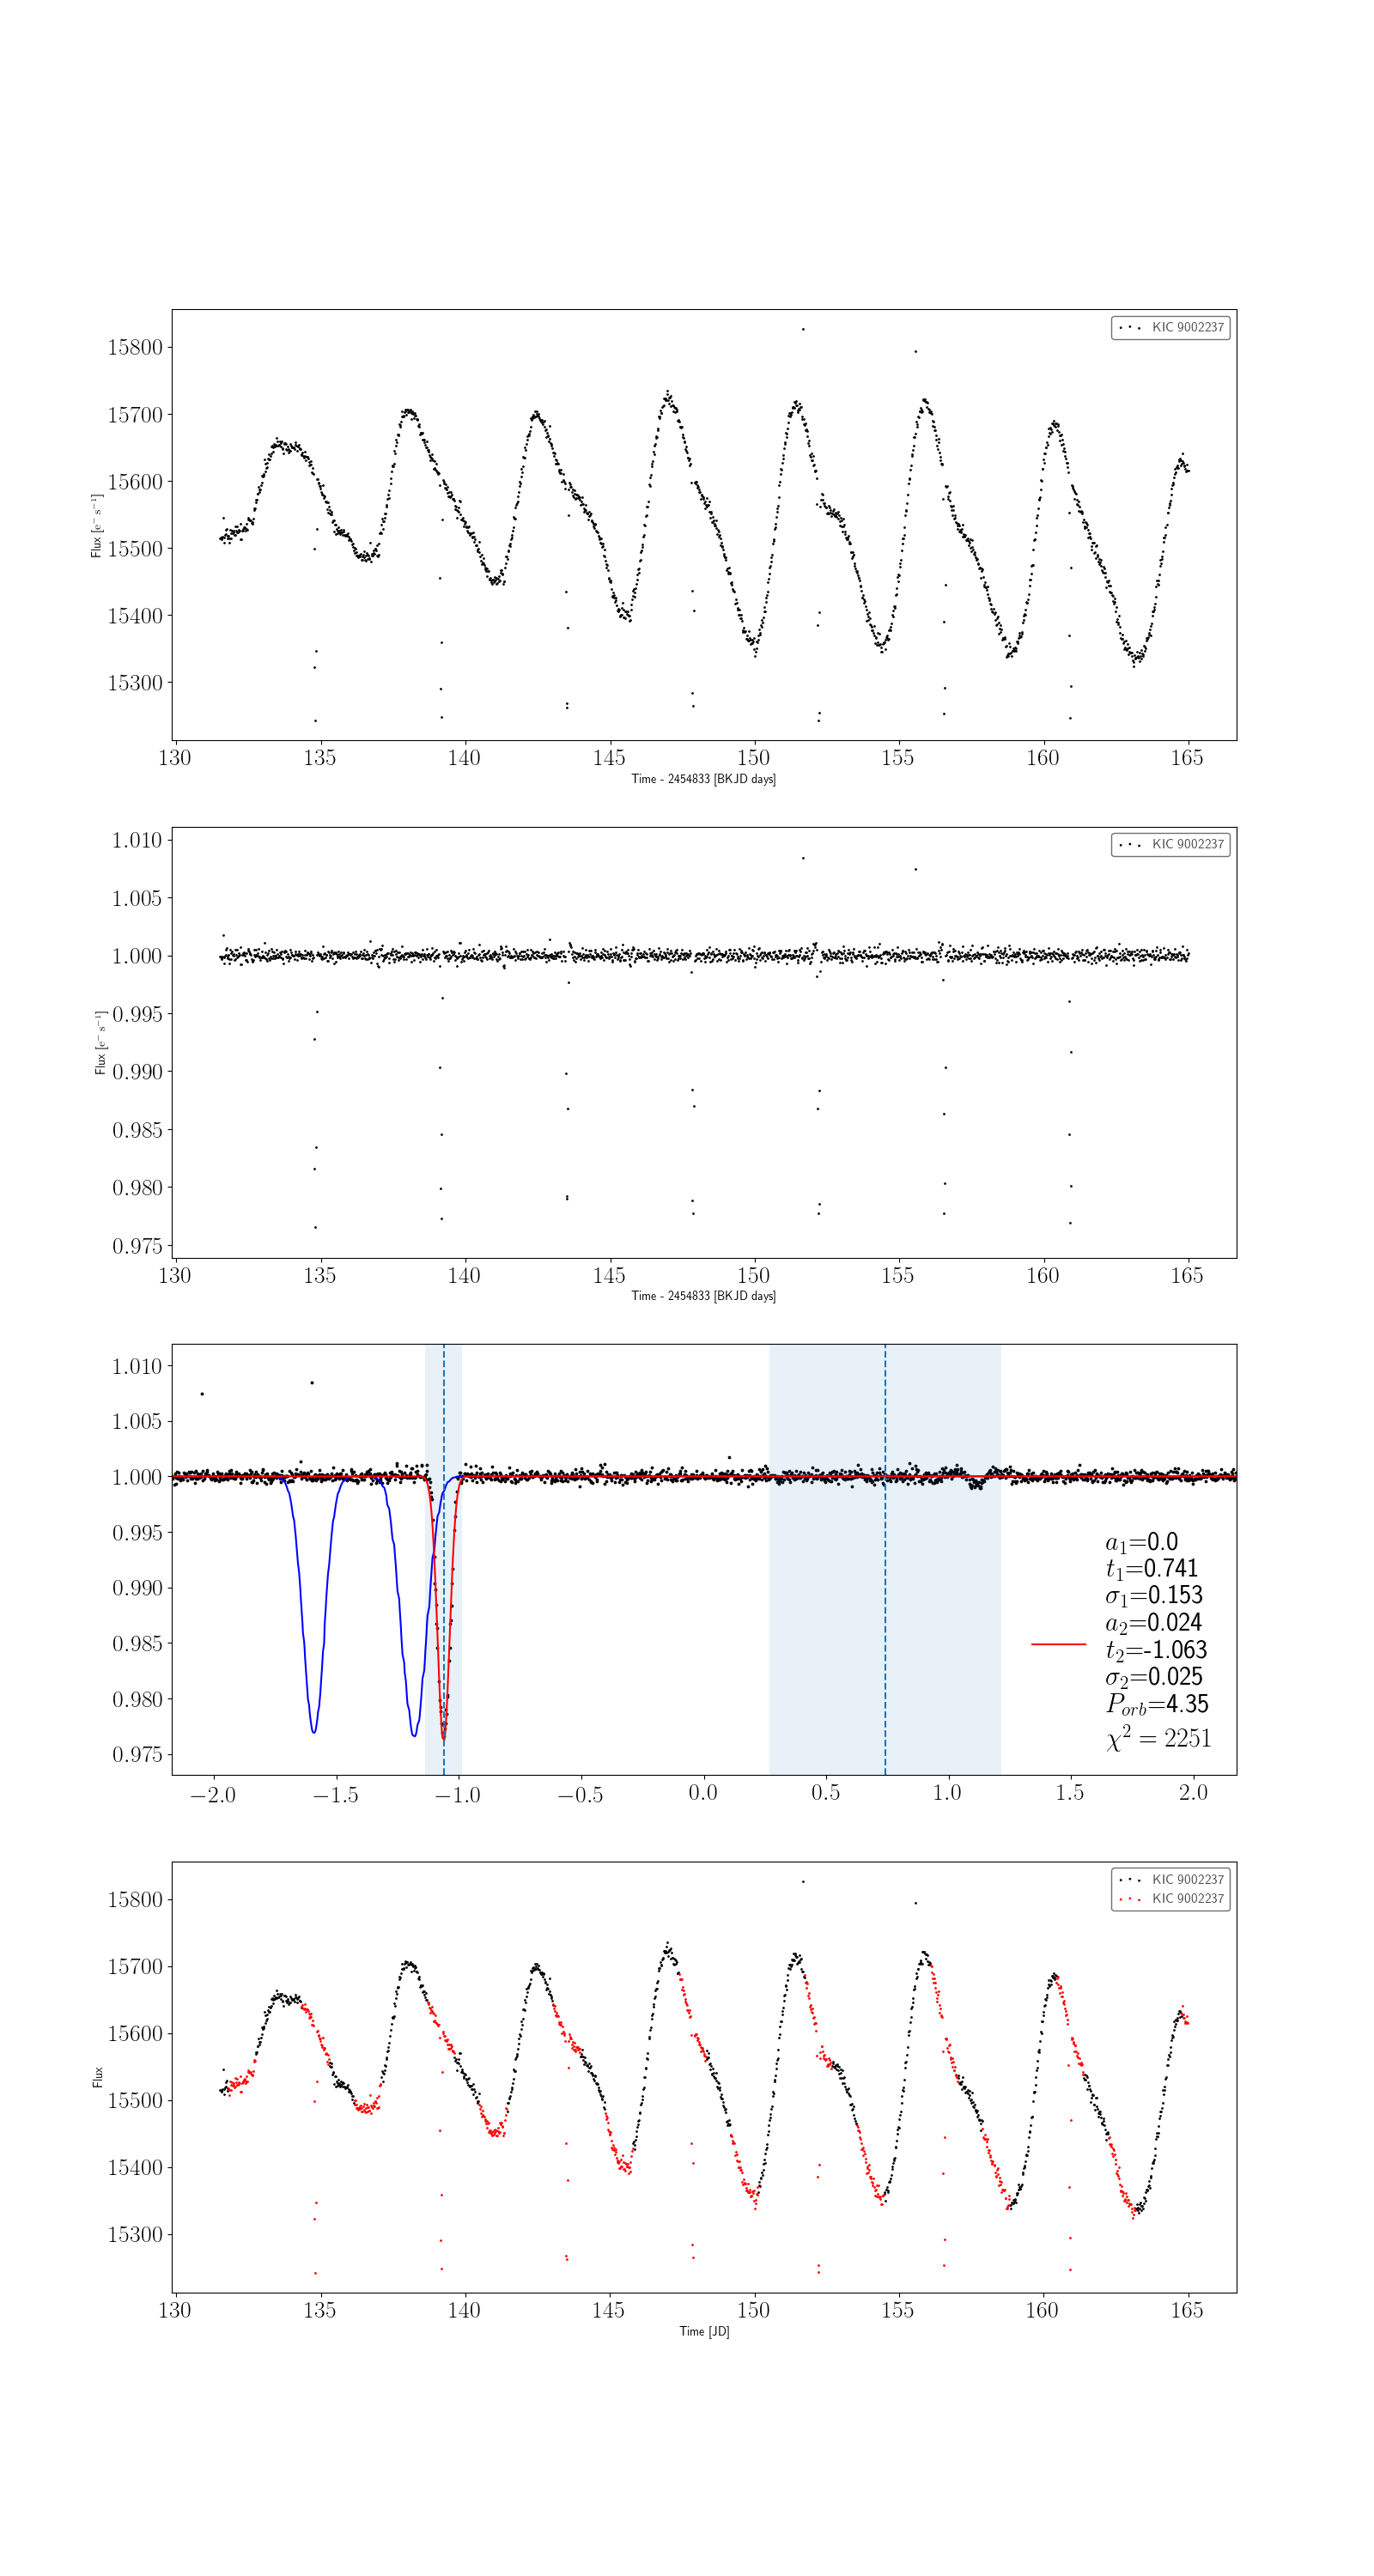 15800
15700
15600
15500
15400
15300
Flux [e⁻ s⁻¹]
KIC 9002237
130 135 140 145 150 155 160 165
Time - 2454833 [BKJD days]
1.010
1.005
1.000
0.995
0.990
0.985
0.980
0.975
Flux [e⁻ s⁻¹]
KIC 9002237
130 135 140 145 150 155 160 165
Time - 2454833 [BKJD days]
1.010
1.005
1.000
0.995
0.990
0.985
0.980
0.975
a₁=0.0
t₁=0.741
σ₁=0.153
a₂=0.024
t₂=-1.063
σ₂=0.025
P_orb=4.35
χ² = 2251
−2.0 −1.5 −1.0 −0.5 0.0 0.5 1.0 1.5 2.0
15800
15700
15600
15500
15400
15300
Flux
KIC 9002237
KIC 9002237
130 135 140 145 150 155 160 165
Time [JD]